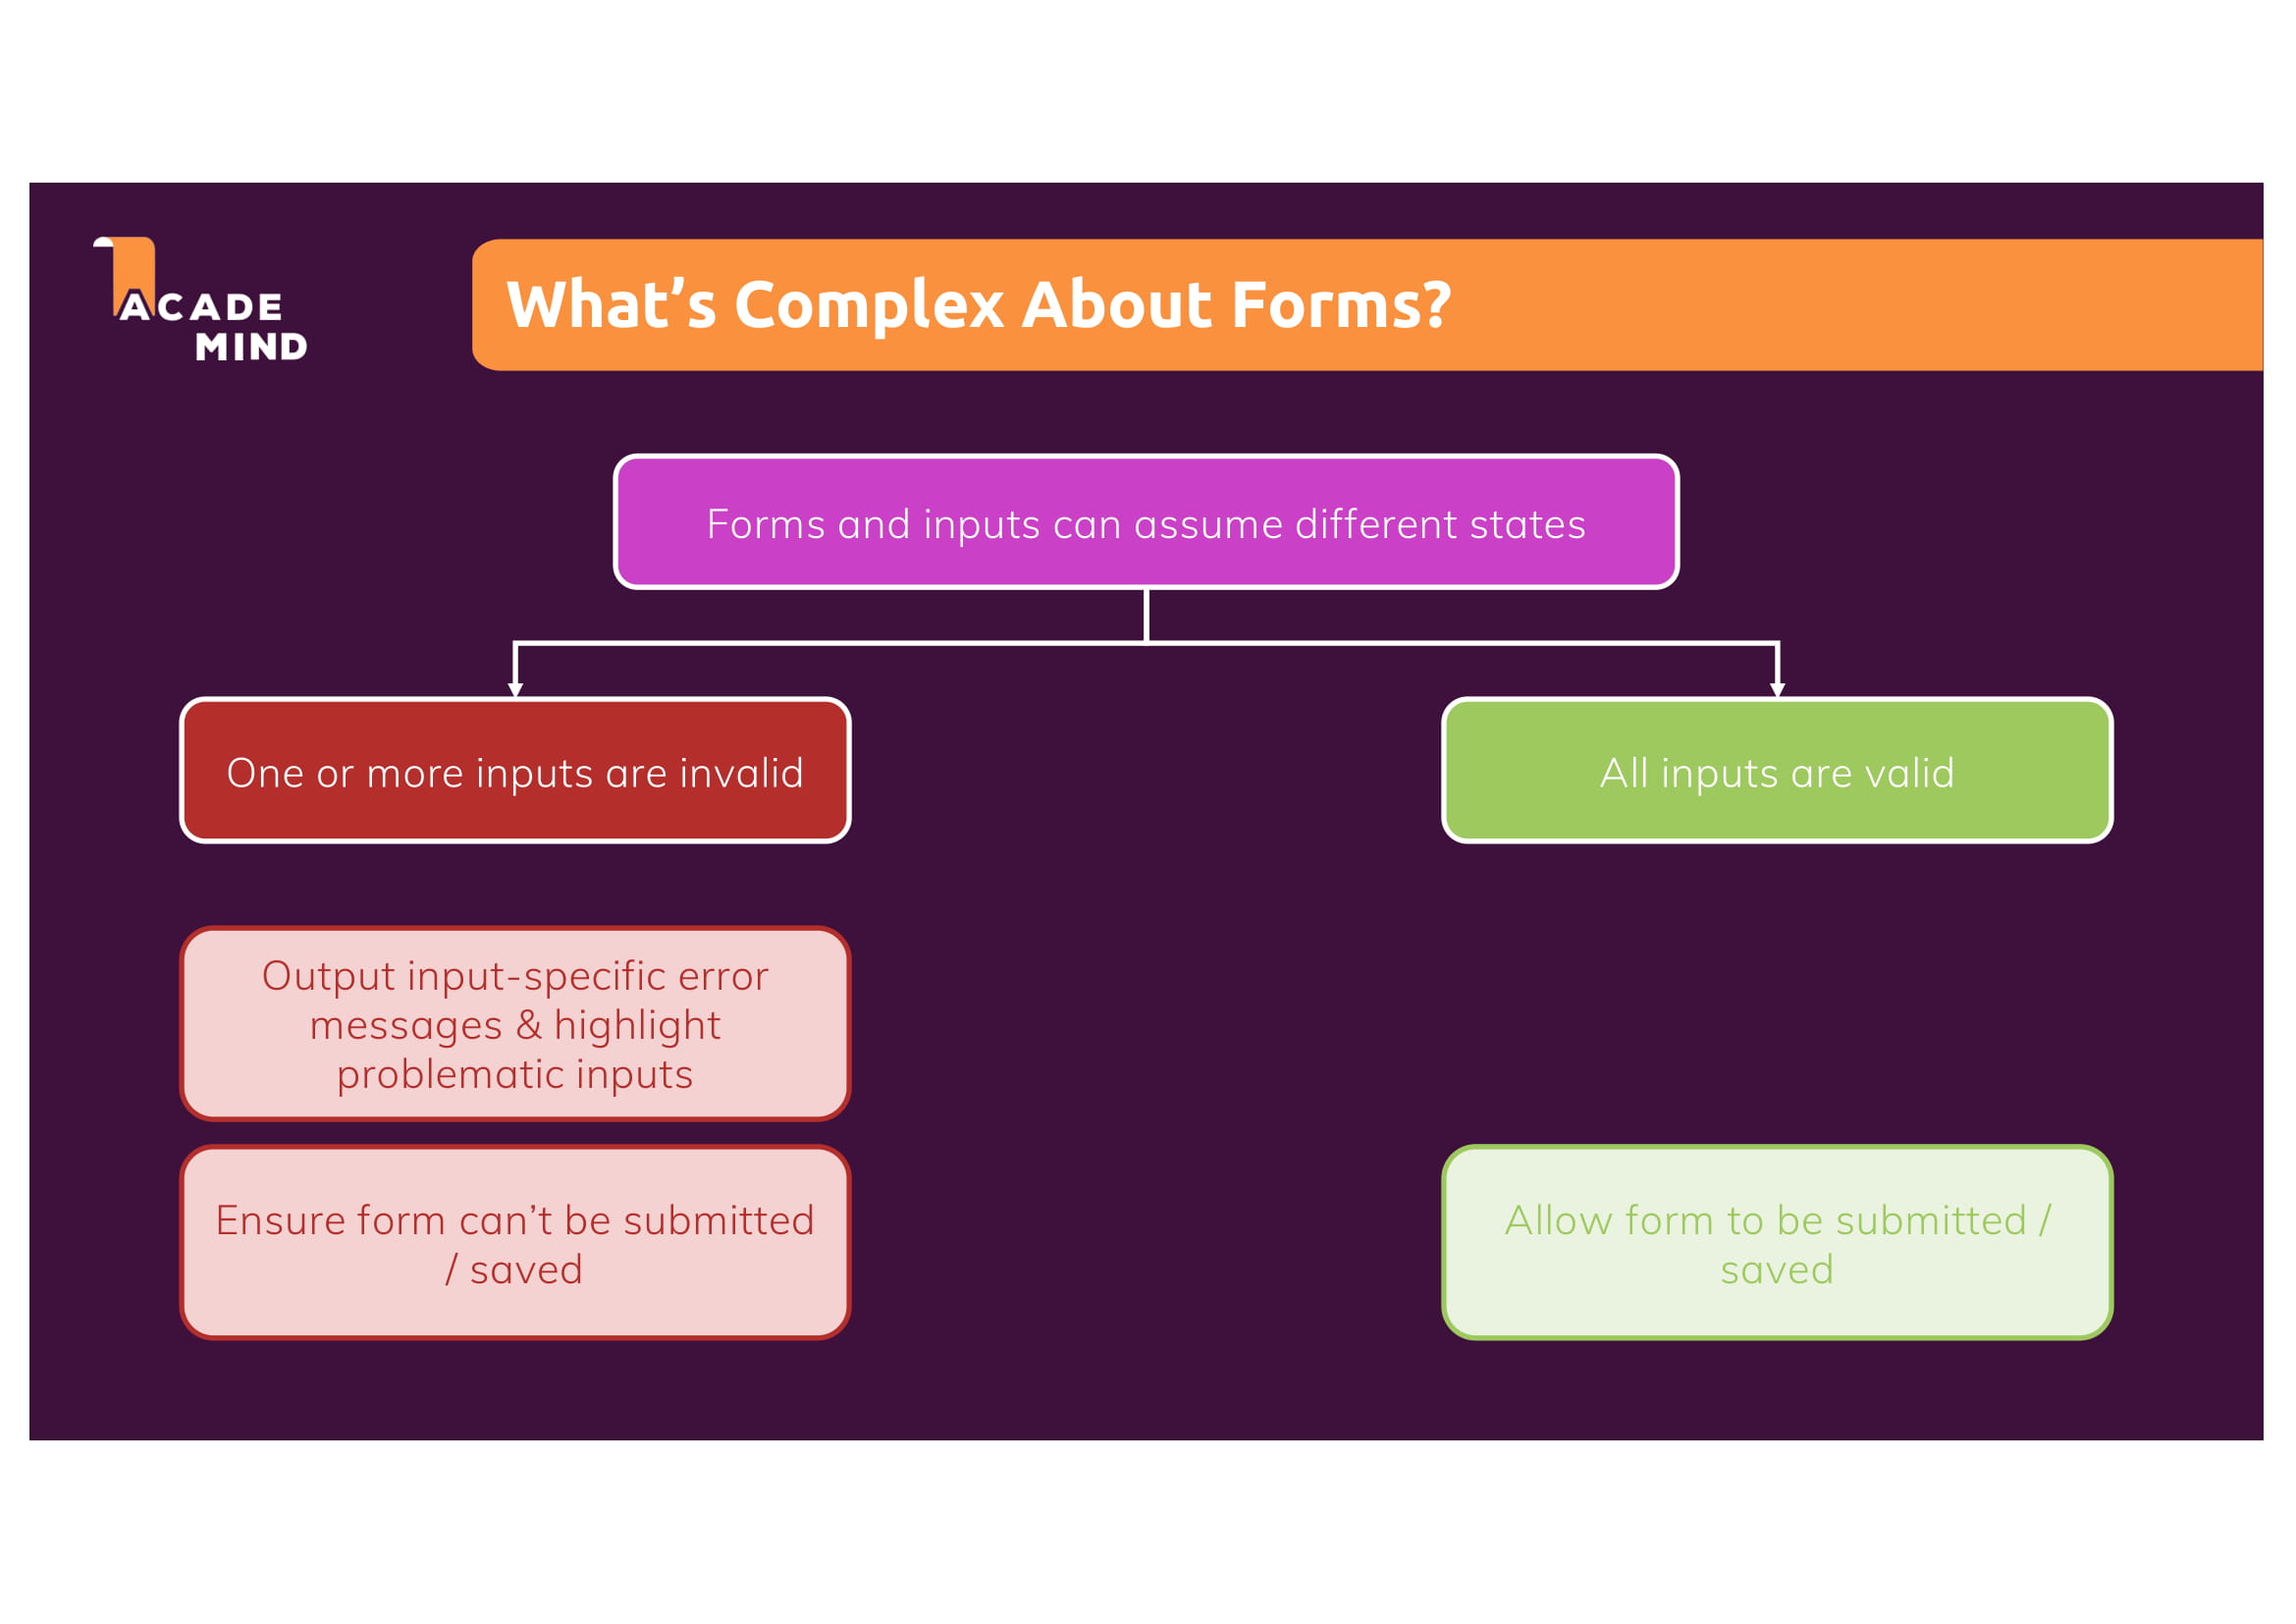 ACADE
MIND
What’s Complex About Forms?
Forms and inputs can assume different states
One or more inputs are invalid
All inputs are valid
Output input-specific error
messages & highlight
problematic inputs
Ensure form can’t be submitted
/ saved
Allow form to be submitted /
saved